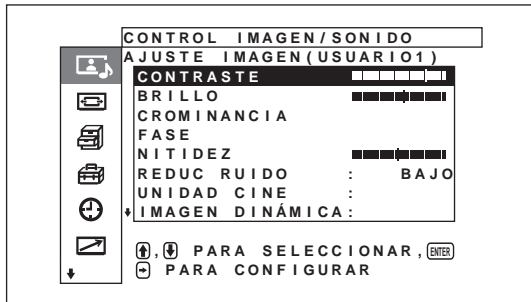 CONTROL IMAGEN/SONIDO
AJUSTE IMAGEN(USUARIO1)
CONTRASTE
BRILLO
CROMINANCIA
FASE
NITIDEZ
REDUC RUIDO : BAJO
UNIDAD CINE :
IMAGEN DINÁMICA:
, PARA SELECCIONAR, ENTER
PARA CONFIGURAR